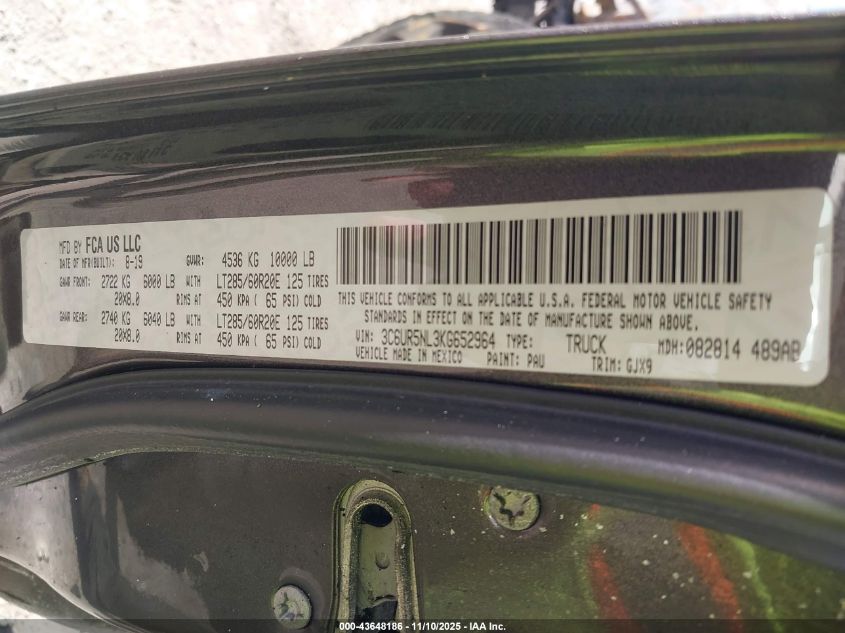 MFD BY FCA US LLC
DATE OF MFR(BUILT): 8-19 GVWR: 4536 KG 10000 LB
GAWR FRONT: 2722 KG 6000 LB WITH LT285/60R20E 125 TIRES
20X8.0 RIMS AT 450 KPA ( 65 PSI) COLD
GAWR REAR: 2740 KG 6040 LB WITH LT285/60R20E 125 TIRES
20X8.0 RIMS AT 450 KPA ( 65 PSI) COLD
THIS VEHICLE CONFORMS TO ALL APPLICABLE U.S.A. FEDERAL MOTOR VEHICLE SAFETY
STANDARDS IN EFFECT ON THE DATE OF MANUFACTURE SHOWN ABOVE.
VIN: 3C6UR5NL3KG652964 TYPE: TRUCK MDH: 082814 489AB
VEHICLE MADE IN MEXICO PAINT: PAU TRIM: GJX9
000-43648186 - 11/10/2025 - IAA Inc.